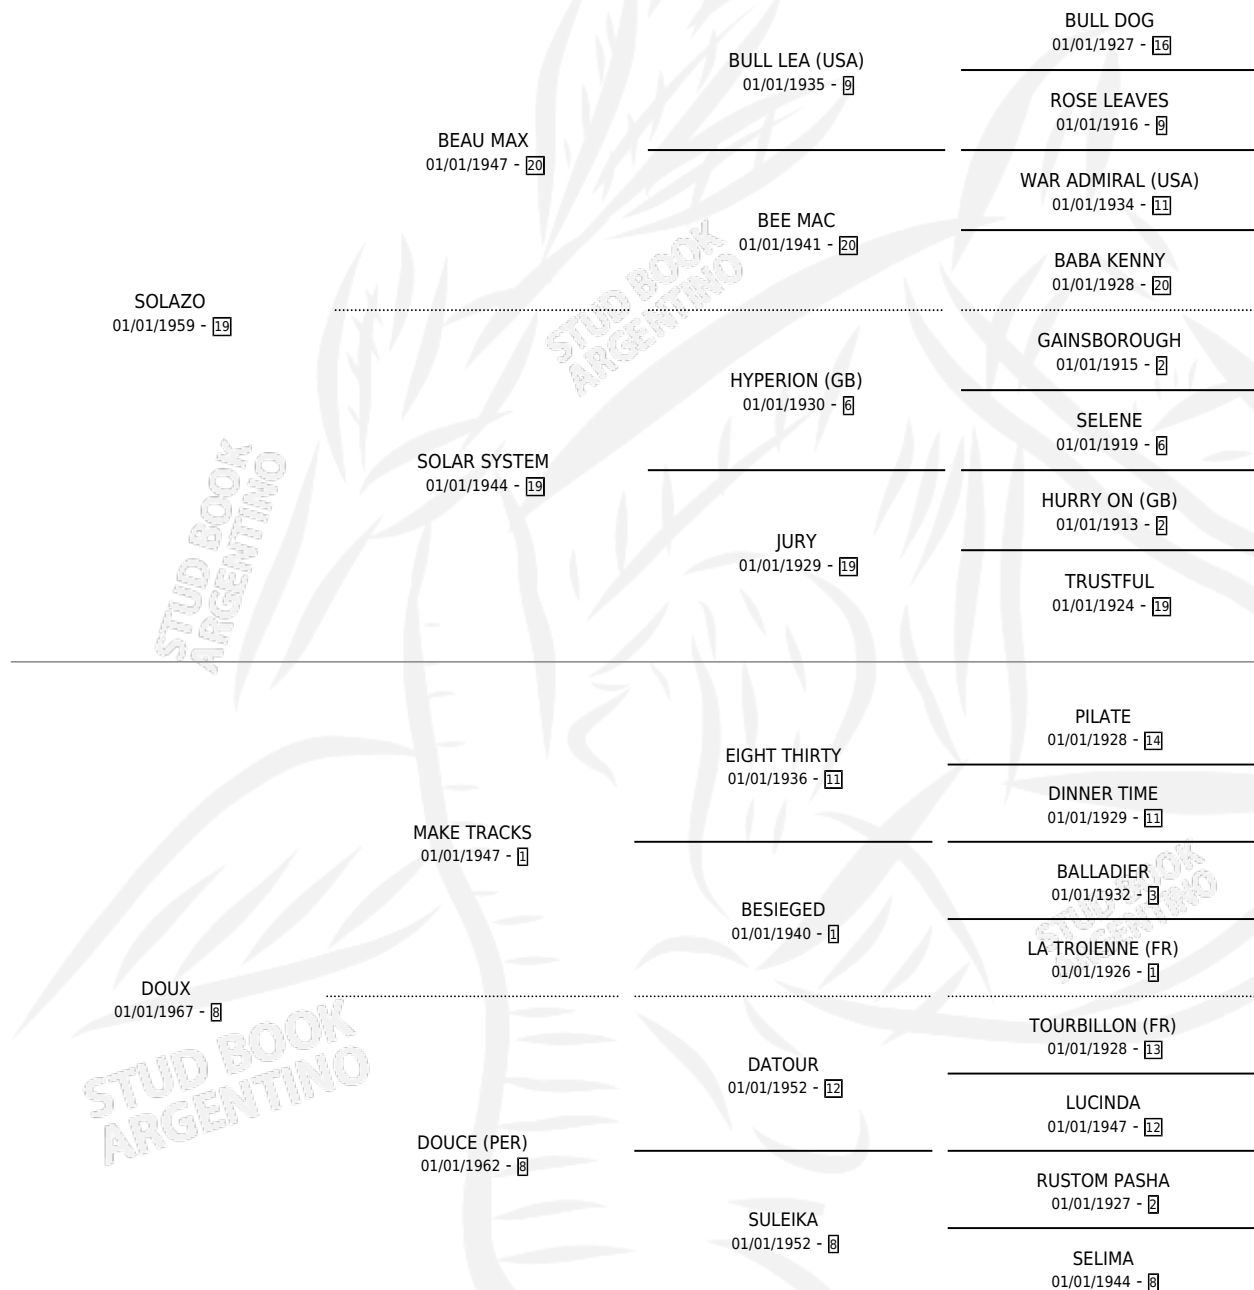 BULL DOG
01/01/1927 - 16
BULL LEA (USA)
01/01/1935 - 9
ROSE LEAVES
01/01/1916 - 9
BEAU MAX
01/01/1947 - 20
WAR ADMIRAL (USA)
01/01/1934 - 11
BEE MAC
01/01/1941 - 20
BABA KENNY
01/01/1928 - 20
SOLAZO
01/01/1959 - 19
GAINSBOROUGH
01/01/1915 - 2
HYPERION (GB)
01/01/1930 - 6
SELENE
01/01/1919 - 6
SOLAR SYSTEM
01/01/1944 - 19
HURRY ON (GB)
01/01/1913 - 2
JURY
01/01/1929 - 19
TRUSTFUL
01/01/1924 - 19
PILATE
01/01/1928 - 14
EIGHT THIRTY
01/01/1936 - 11
DINNER TIME
01/01/1929 - 11
MAKE TRACKS
01/01/1947 - 1
BALLADIER
01/01/1932 - 3
BESIEGED
01/01/1940 - 1
LA TROIENNE (FR)
01/01/1926 - 1
DOUX
01/01/1967 - 8
TOURBILLON (FR)
01/01/1928 - 13
DATOUR
01/01/1952 - 12
LUCINDA
01/01/1947 - 12
DOUCE (PER)
01/01/1962 - 8
RUSTOM PASHA
01/01/1927 - 2
SULEIKA
01/01/1952 - 8
SELIMA
01/01/1944 - 8
STUD BOOK
ARGENTINO
STUD BOOK
ARGENTINO
STUD BOOK
ARGENTINO
STUD BOOK
ARGENTINO